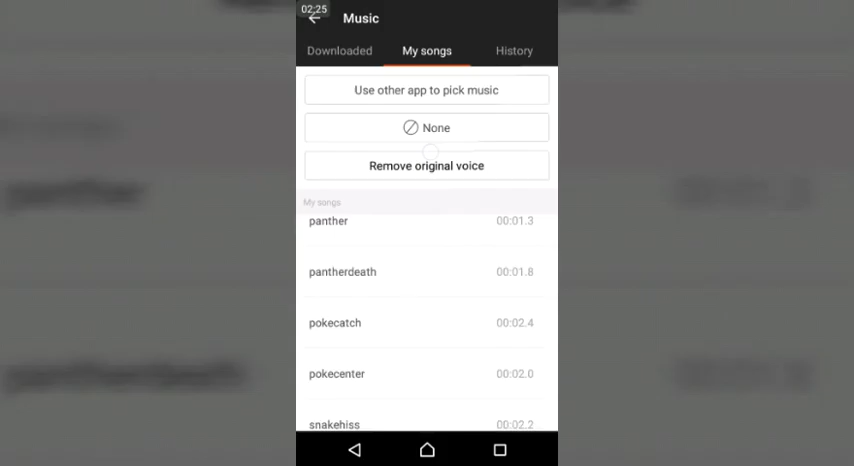 02:25
Music
Downloaded My songs History
Use other app to pick music
None
Remove original voice
My songs
panther 00:01.3
pantherdeath 00:01.8
pokecatch 00:02.4
pokecenter 00:02.0
snakehiss 00:02.2
panther
pantherdeath